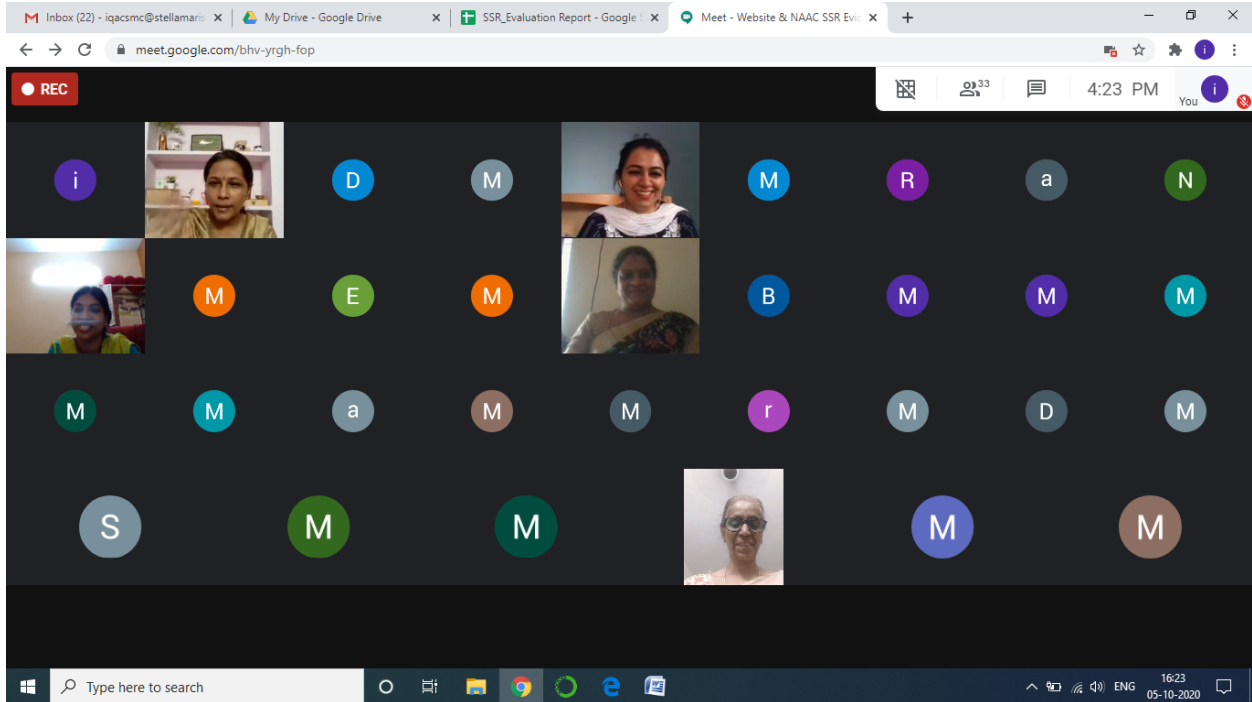 Inbox (22) - iqacsmc@stellamaris
My Drive - Google Drive
SSR_Evaluation Report - Google S
Meet - Website & NAAC SSR Evic
meet.google.com/bhv-yrgh-fop
i
REC
33
4:23 PM
You
i
i D M M R a N
M E M B M M M
M M a M M r M D M
S M M M M
Type here to search
ENG
16:23
05-10-2020